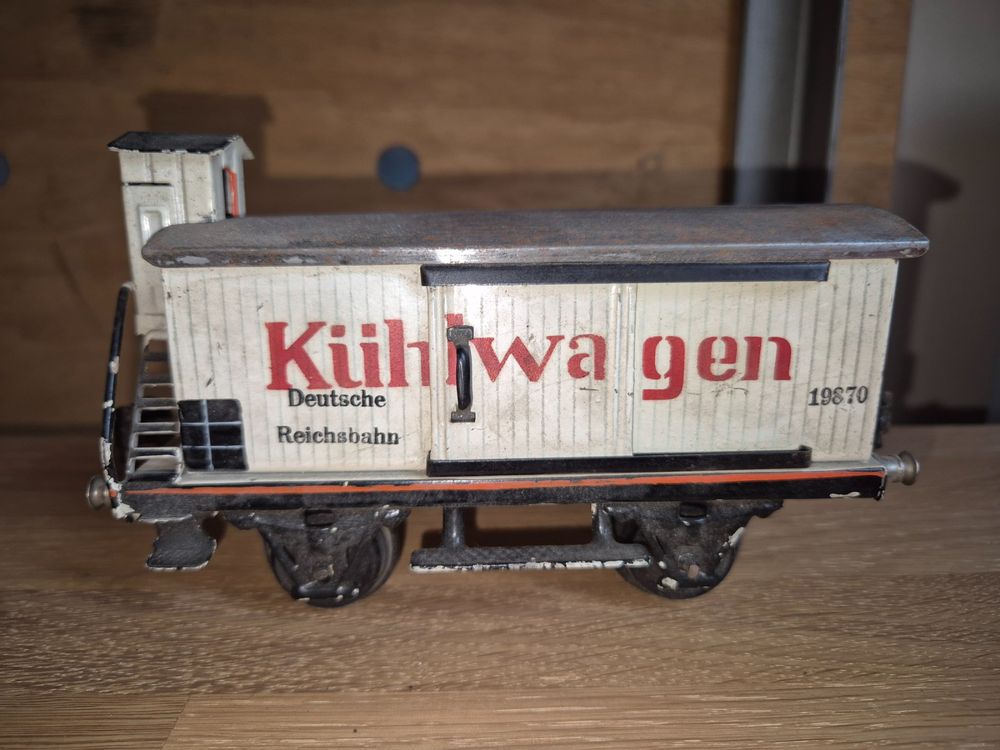 Kühlwagen
Deutsche
Reichsbahn
19870